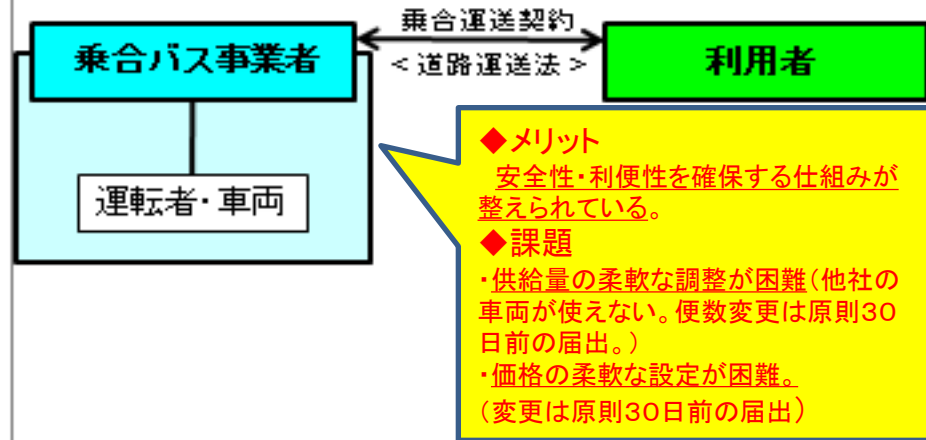 乗合運送契約
乗合バス事業者
<道路運送法>
利用者
運転者・車両
◆メリット
安全性・利便性を確保する仕組みが
整えられている。
◆課題
・供給量の柔軟な調整が困難(他社の
車両が使えない。便数変更は原則30
日前の届出。)
・価格の柔軟な設定が困難。
(変更は原則30日前の届出)